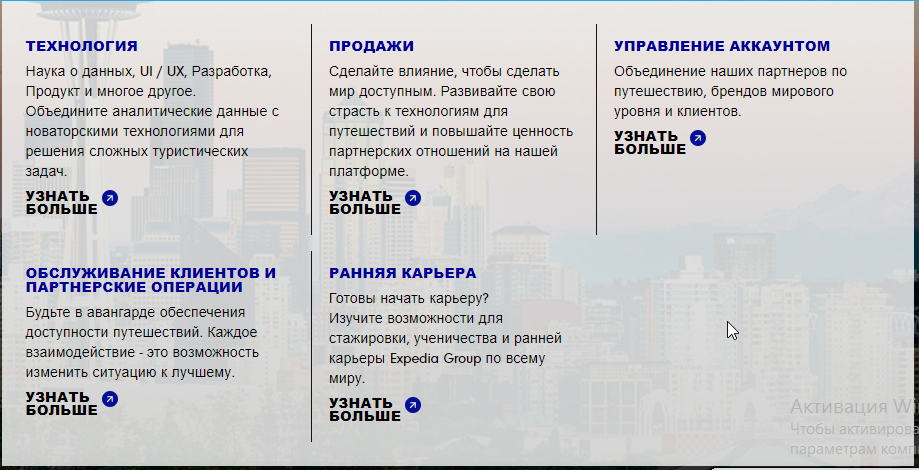 ТЕХНОЛОГИЯ
Наука о данных, UI / UX, Разработка,
Продукт и многое другое.
Объедините аналитические данные с
новаторскими технологиями для
решения сложных туристических
задач.
УЗНАТЬ
БОЛЬШЕ
ПРОДАЖИ
Сделайте влияние, чтобы сделать
мир доступным. Развивайте свою
страсть к технологиям для
путешествий и повышайте ценность
партнерских отношений на нашей
платформе.
УЗНАТЬ
БОЛЬШЕ
УПРАВЛЕНИЕ АККАУНТОМ
Объединение наших партнеров по
путешествию, брендов мирового
уровня и клиентов.
УЗНАТЬ
БОЛЬШЕ
ОБСЛУЖИВАНИЕ КЛИЕНТОВ И
ПАРТНЕРСКИЕ ОПЕРАЦИИ
Будьте в авангарде обеспечения
доступности путешествий. Каждое
взаимодействие - это возможность
изменить ситуацию к лучшему.
УЗНАТЬ
БОЛЬШЕ
РАННЯЯ КАРЬЕРА
Готовы начать карьеру?
Изучите возможности для
стажировки, ученичества и ранней
карьеры Expedia Group по всему
миру.
УЗНАТЬ
БОЛЬШЕ
Активация W
Чтобы активирова
параметрам комп